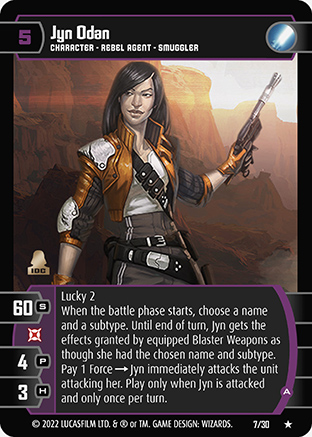 5
Jyn Odan
CHARACTER • REBEL AGENT • SMUGGLER
IDC
60 S
4 P
3 H
Lucky 2
When the battle phase starts, choose a name
and a subtype. Until end of turn, Jyn gets the
effects granted by equipped Blaster Weapons as
though she had the chosen name and subtype.
Pay 1 Force → Jyn immediately attacks the unit
attacking her. Play only when Jyn is attacked
and only once per turn.
A
© 2022 LUCASFILM LTD. & ® OR TM. GAME DESIGN: WIZARDS. 7/30 ★